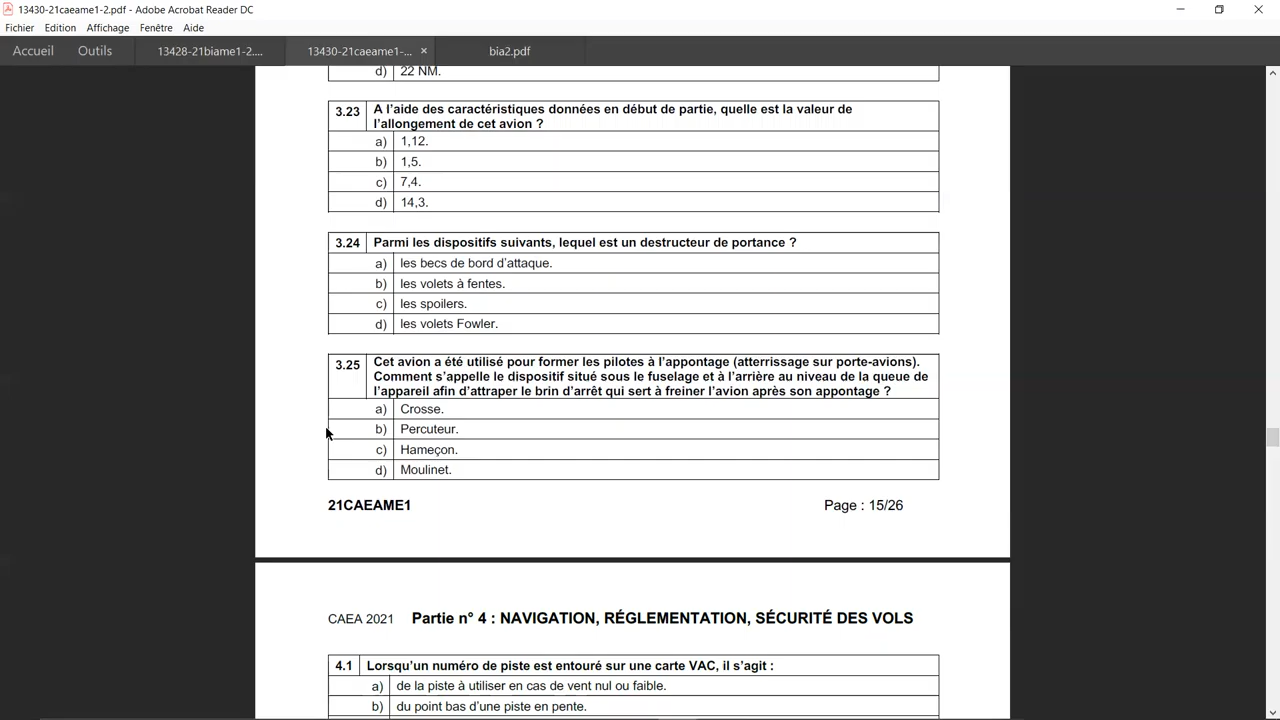 13430-21caeame1-2.pdf - Adobe Acrobat Reader DC
Fichier Edition Affichage Fenêtre Aide
Accueil Outils 13428-21biame1-2.... 13430-21caeame1-... × bia2.pdf
d) 22 NM.
3.23 A l'aide des caractéristiques données en début de partie, quelle est la valeur de
l'allongement de cet avion ?
a) 1,12.
b) 1,5.
c) 7,4.
d) 14,3.
3.24 Parmi les dispositifs suivants, lequel est un destructeur de portance ?
a) les becs de bord d'attaque.
b) les volets à fentes.
c) les spoilers.
d) les volets Fowler.
3.25 Cet avion a été utilisé pour former les pilotes à l'appontage (atterrissage sur porte-avions).
Comment s'appelle le dispositif situé sous le fuselage et à l'arrière au niveau de la queue de
l'appareil afin d'attraper le brin d'arrêt qui sert à freiner l'avion après son appontage ?
a) Crosse.
b) Percuteur.
c) Hameçon.
d) Moulinet.
21CAEAME1 Page : 15/26
CAEA 2021 Partie n° 4 : NAVIGATION, RÉGLEMENTATION, SÉCURITÉ DES VOLS
4.1 Lorsqu'un numéro de piste est entouré sur une carte VAC, il s'agit :
a) de la piste à utiliser en cas de vent nul ou faible.
b) du point bas d'une piste en pente.